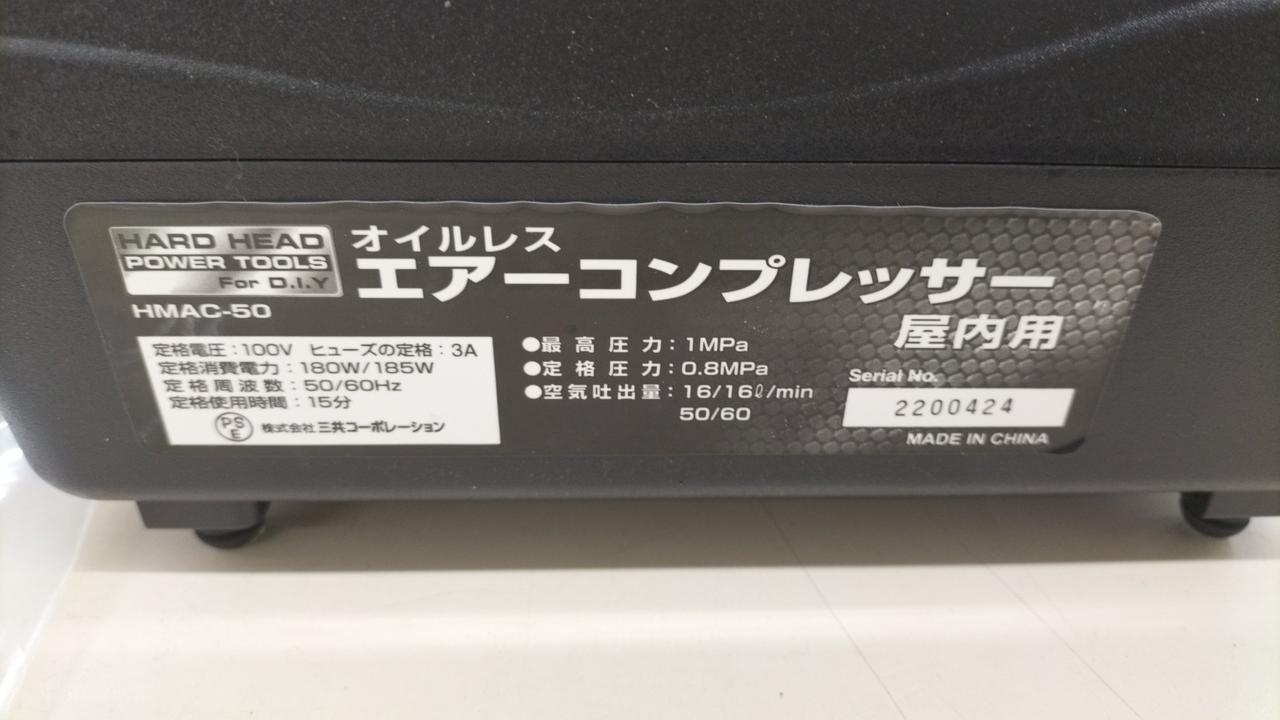 HARD HEAD
POWER TOOLS
For D.I.Y
HMAC-50
オイルレス
エアーコンプレッサー
屋内用
定格電圧：100V ヒューズの定格：3A
定格消費電力：180W/185W
定格周波数：50/60Hz
定格使用時間：15分
PSE 株式会社 三共コーポレーション
●最高圧力：1MPa
●定格圧力：0.8MPa
●空気吐出量：16/16ℓ/min
50/60
Serial No.
2200424
MADE IN CHINA